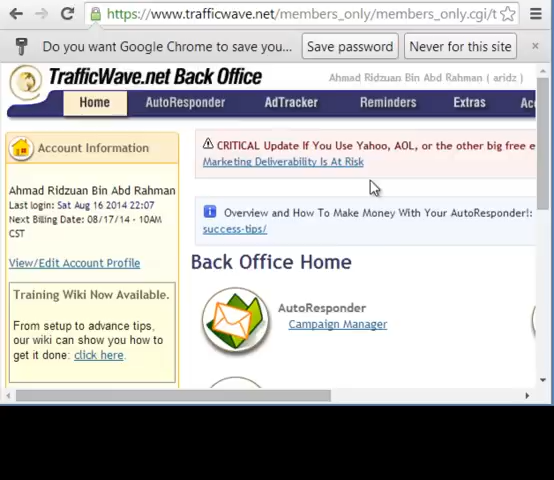 https://www.trafficwave.net/members_only/members_only.cgi/t
Do you want Google Chrome to save you... Save password Never for this site
TrafficWave.net Back Office
Ahmad Ridzuan Bin Abd Rahman ( aridz )
Home AutoResponder AdTracker Reminders Extras Acc
Account Information
Ahmad Ridzuan Bin Abd Rahman
Last login: Sat Aug 16 2014 22:07
Next Billing Date: 08/17/14 - 10AM
CST
View/Edit Account Profile
Training Wiki Now Available.
From setup to advance tips,
our wiki can show you how to
get it done: click here.
CRITICAL Update If You Use Yahoo, AOL, or the other big free e
Marketing Deliverability Is At Risk
Overview and How To Make Money With Your AutoResponder!:
success-tips/
Back Office Home
AutoResponder
Campaign Manager